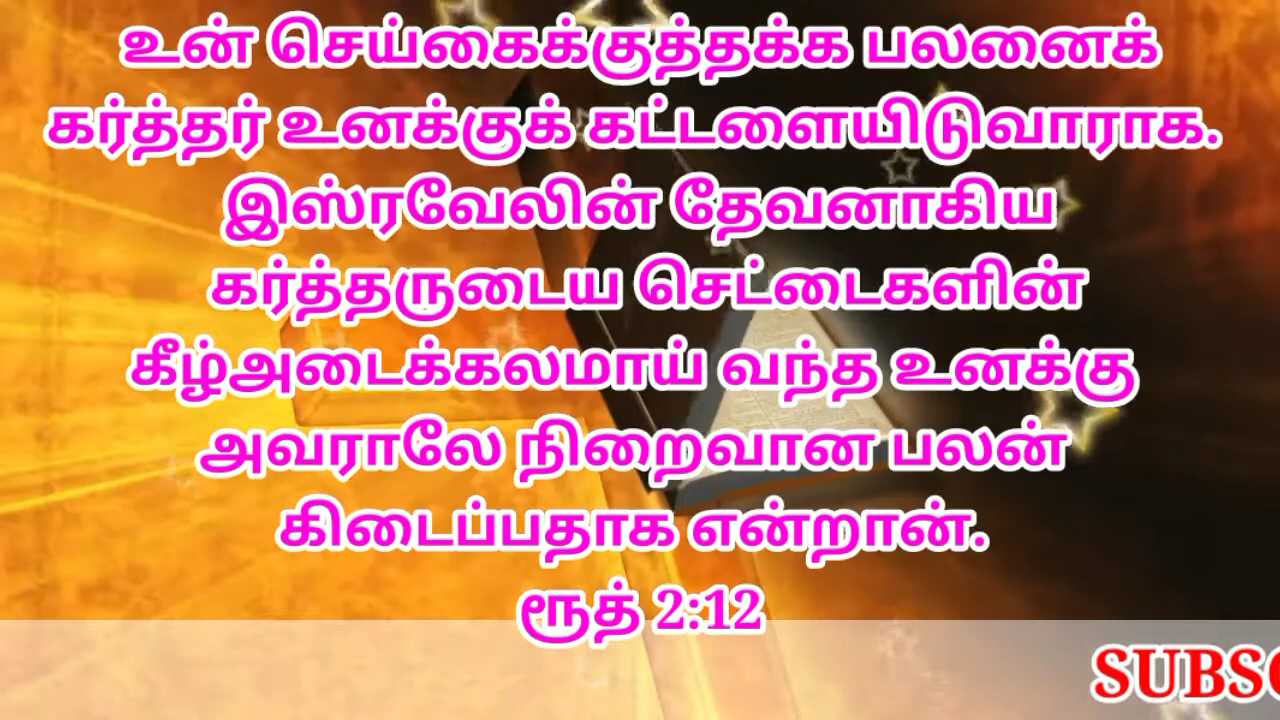 உன் செய்கைக்குத்தக்க பலனைக்
கர்த்தர் உனக்குக் கட்டளையிடுவாராக.
இஸ்ரவேலின் தேவனாகிய
கர்த்தருடைய செட்டைகளின்
கீழ்அடைக்கலமாய் வந்த உனக்கு
அவராலே நிறைவான பலன்
கிடைப்பதாக என்றான்.
ரூத் 2:12